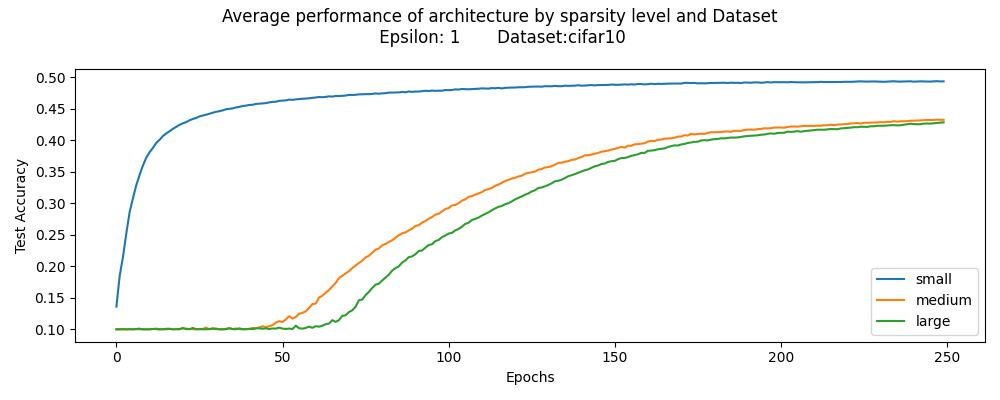 Average performance of architecture by sparsity level and Dataset
Epsilon: 1 Dataset:cifar10
0.50
0.45
0.40
0.35
0.30
0.25
0.20
0.15
0.10
Test Accuracy
small
medium
large
0 50 100 150 200 250
Epochs